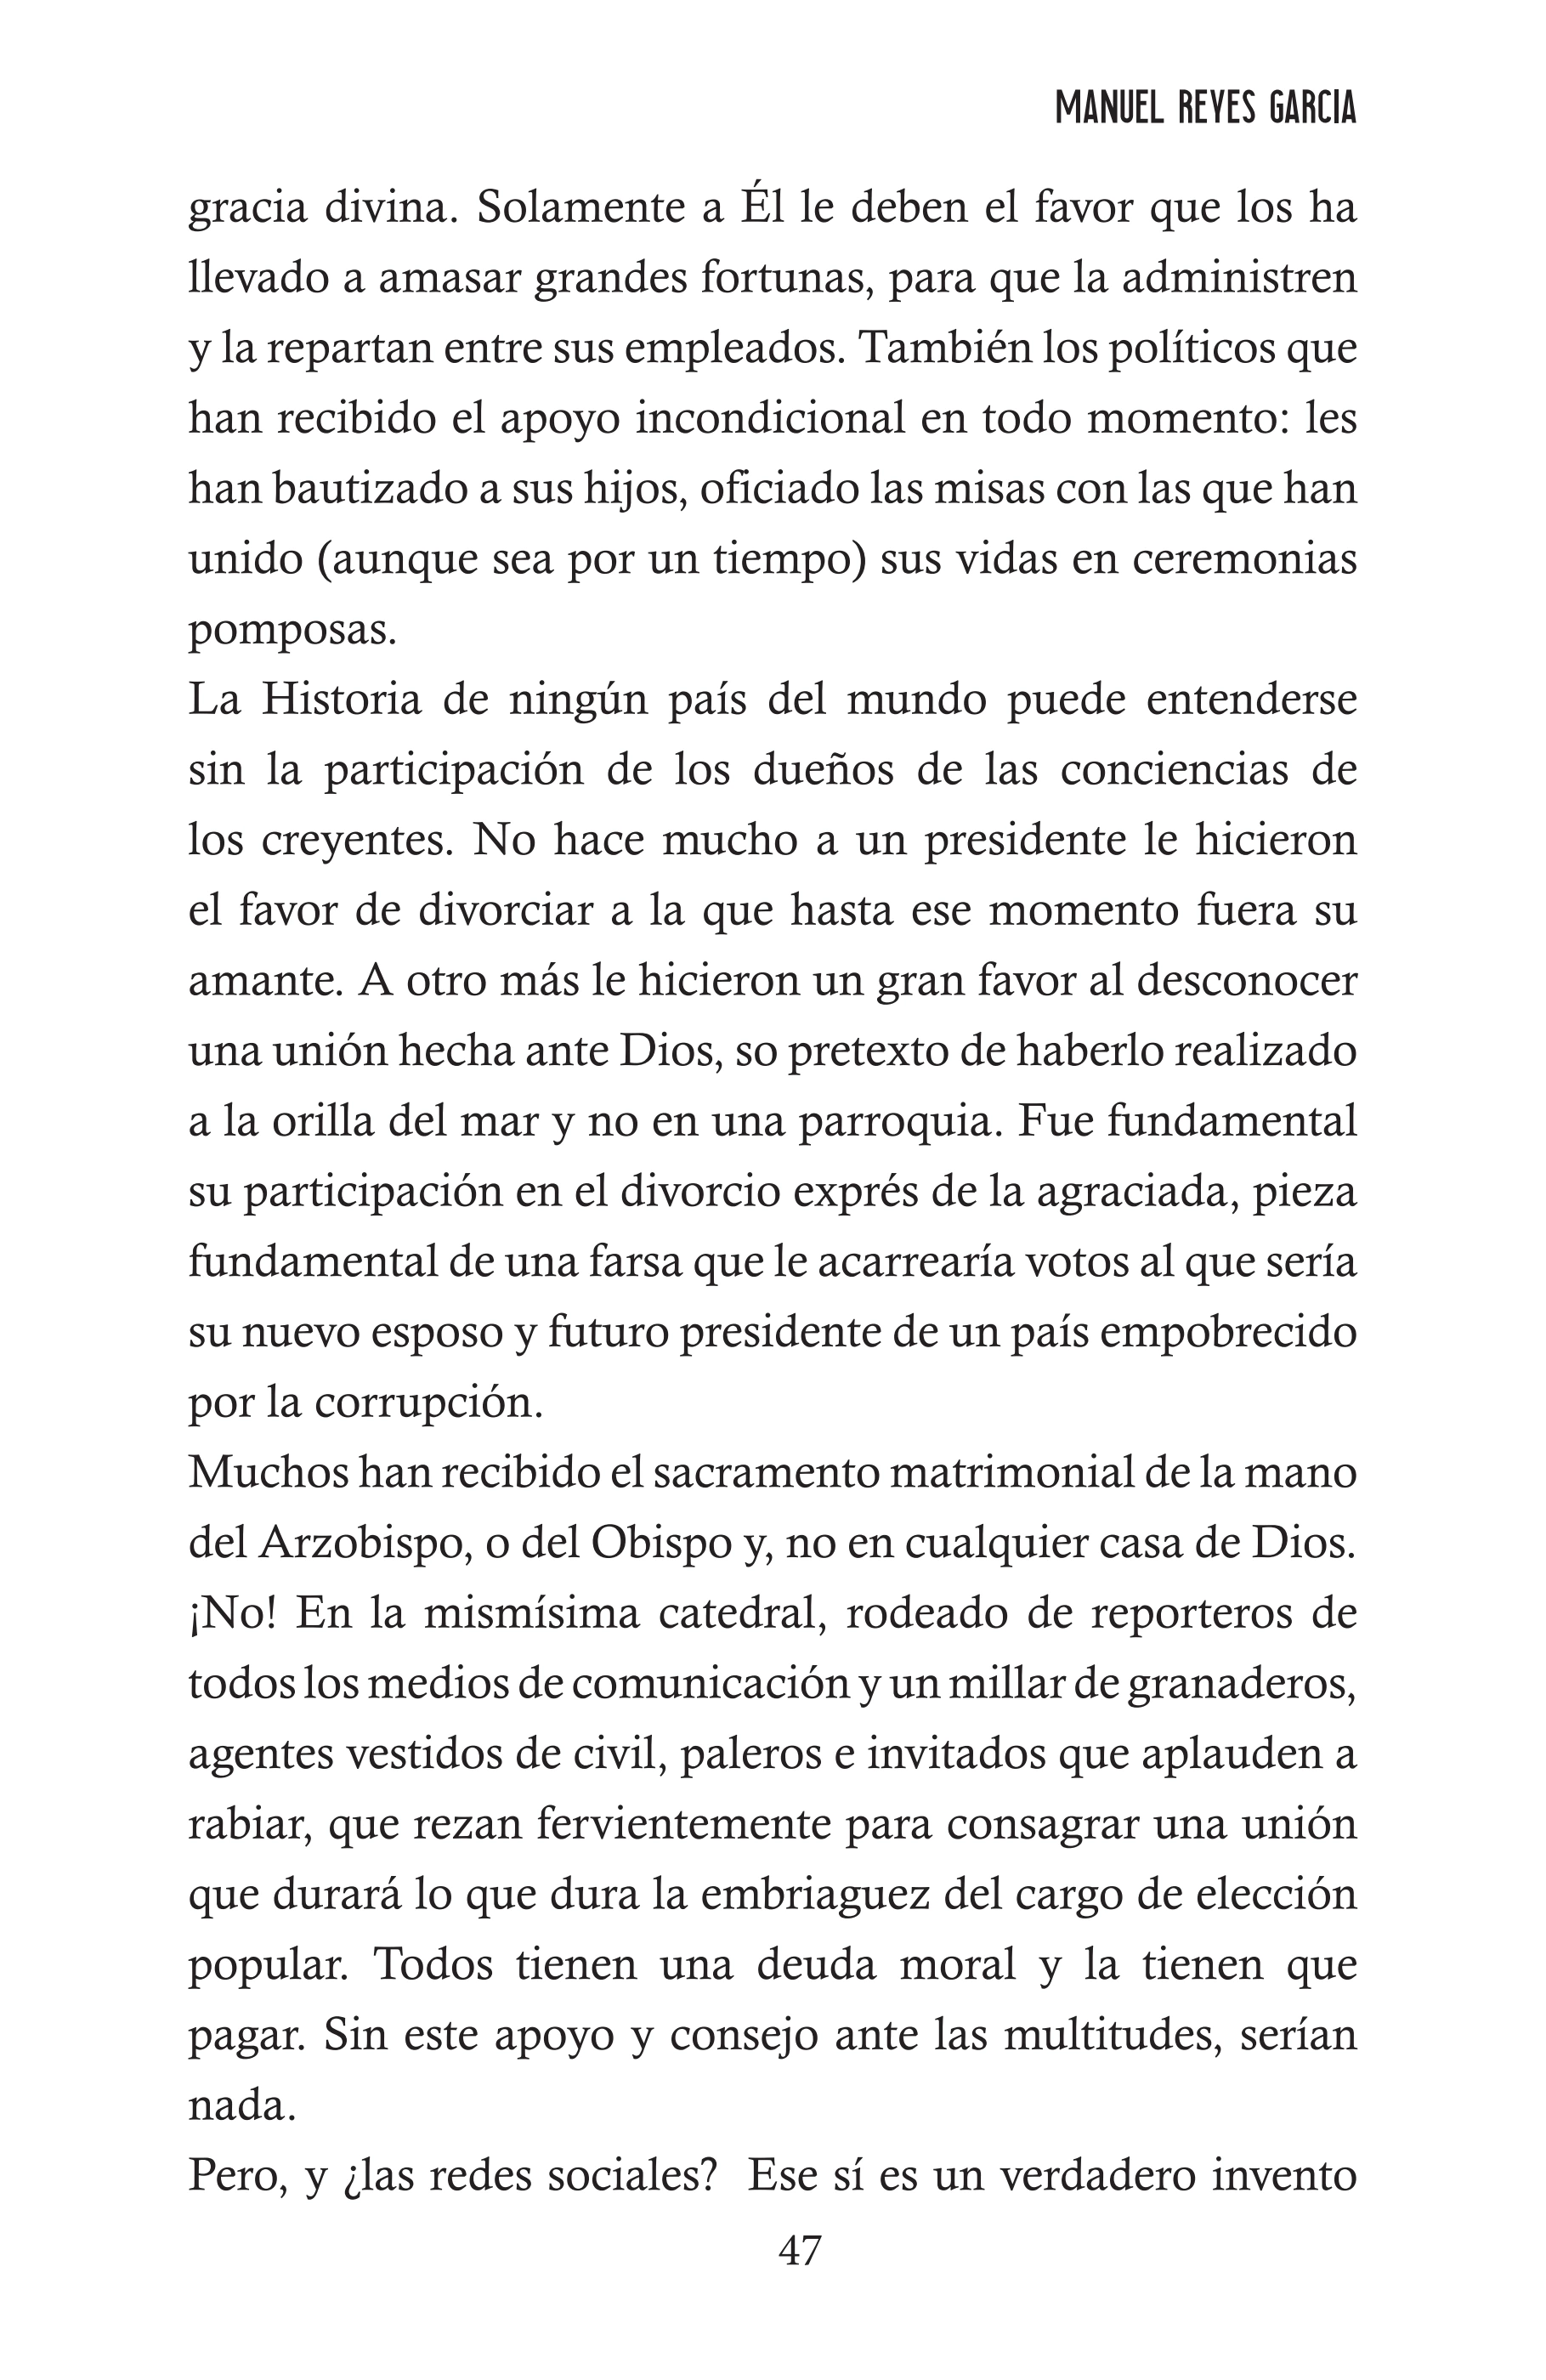 MANUEL REYES GARCIA
gracia divina. Solamente a Él le deben el favor que los ha
llevado a amasar grandes fortunas, para que la administren
y la repartan entre sus empleados. También los políticos que
han recibido el apoyo incondicional en todo momento: les
han bautizado a sus hijos, oficiado las misas con las que han
unido (aunque sea por un tiempo) sus vidas en ceremonias
pomposas.
La Historia de ningún país del mundo puede entenderse
sin la participación de los dueños de las conciencias de
los creyentes. No hace mucho a un presidente le hicieron
el favor de divorciar a la que hasta ese momento fuera su
amante. A otro más le hicieron un gran favor al desconocer
una unión hecha ante Dios, so pretexto de haberlo realizado
a la orilla del mar y no en una parroquia. Fue fundamental
su participación en el divorcio exprés de la agraciada, pieza
fundamental de una farsa que le acarrearía votos al que sería
su nuevo esposo y futuro presidente de un país empobrecido
por la corrupción.
Muchos han recibido el sacramento matrimonial de la mano
del Arzobispo, o del Obispo y, no en cualquier casa de Dios.
¡No! En la mismísima catedral, rodeado de reporteros de
todos los medios de comunicación y un millar de granaderos,
agentes vestidos de civil, paleros e invitados que aplauden a
rabiar, que rezan fervientemente para consagrar una unión
que durará lo que dura la embriaguez del cargo de elección
popular. Todos tienen una deuda moral y la tienen que
pagar. Sin este apoyo y consejo ante las multitudes, serían
nada.
Pero, y ¿las redes sociales?  Ese sí es un verdadero invento
47